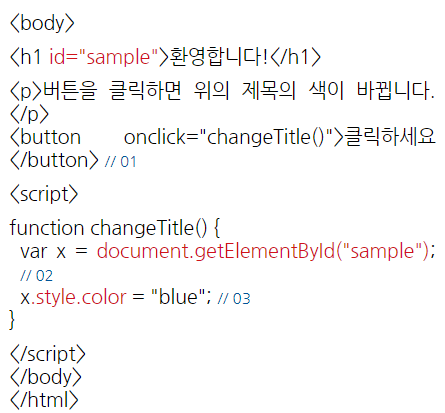 <body>
<h1 id="sample">환영합니다!</h1>
<p>버튼을 클릭하면 위의 제목의 색이 바뀝니다.
</p>
<button onclick="changeTitle()">클릭하세요
</button> // 01
<script>
function changeTitle() {
var x = document.getElementById("sample");
// 02
x.style.color = "blue"; // 03
}
</script>
</body>
</html>